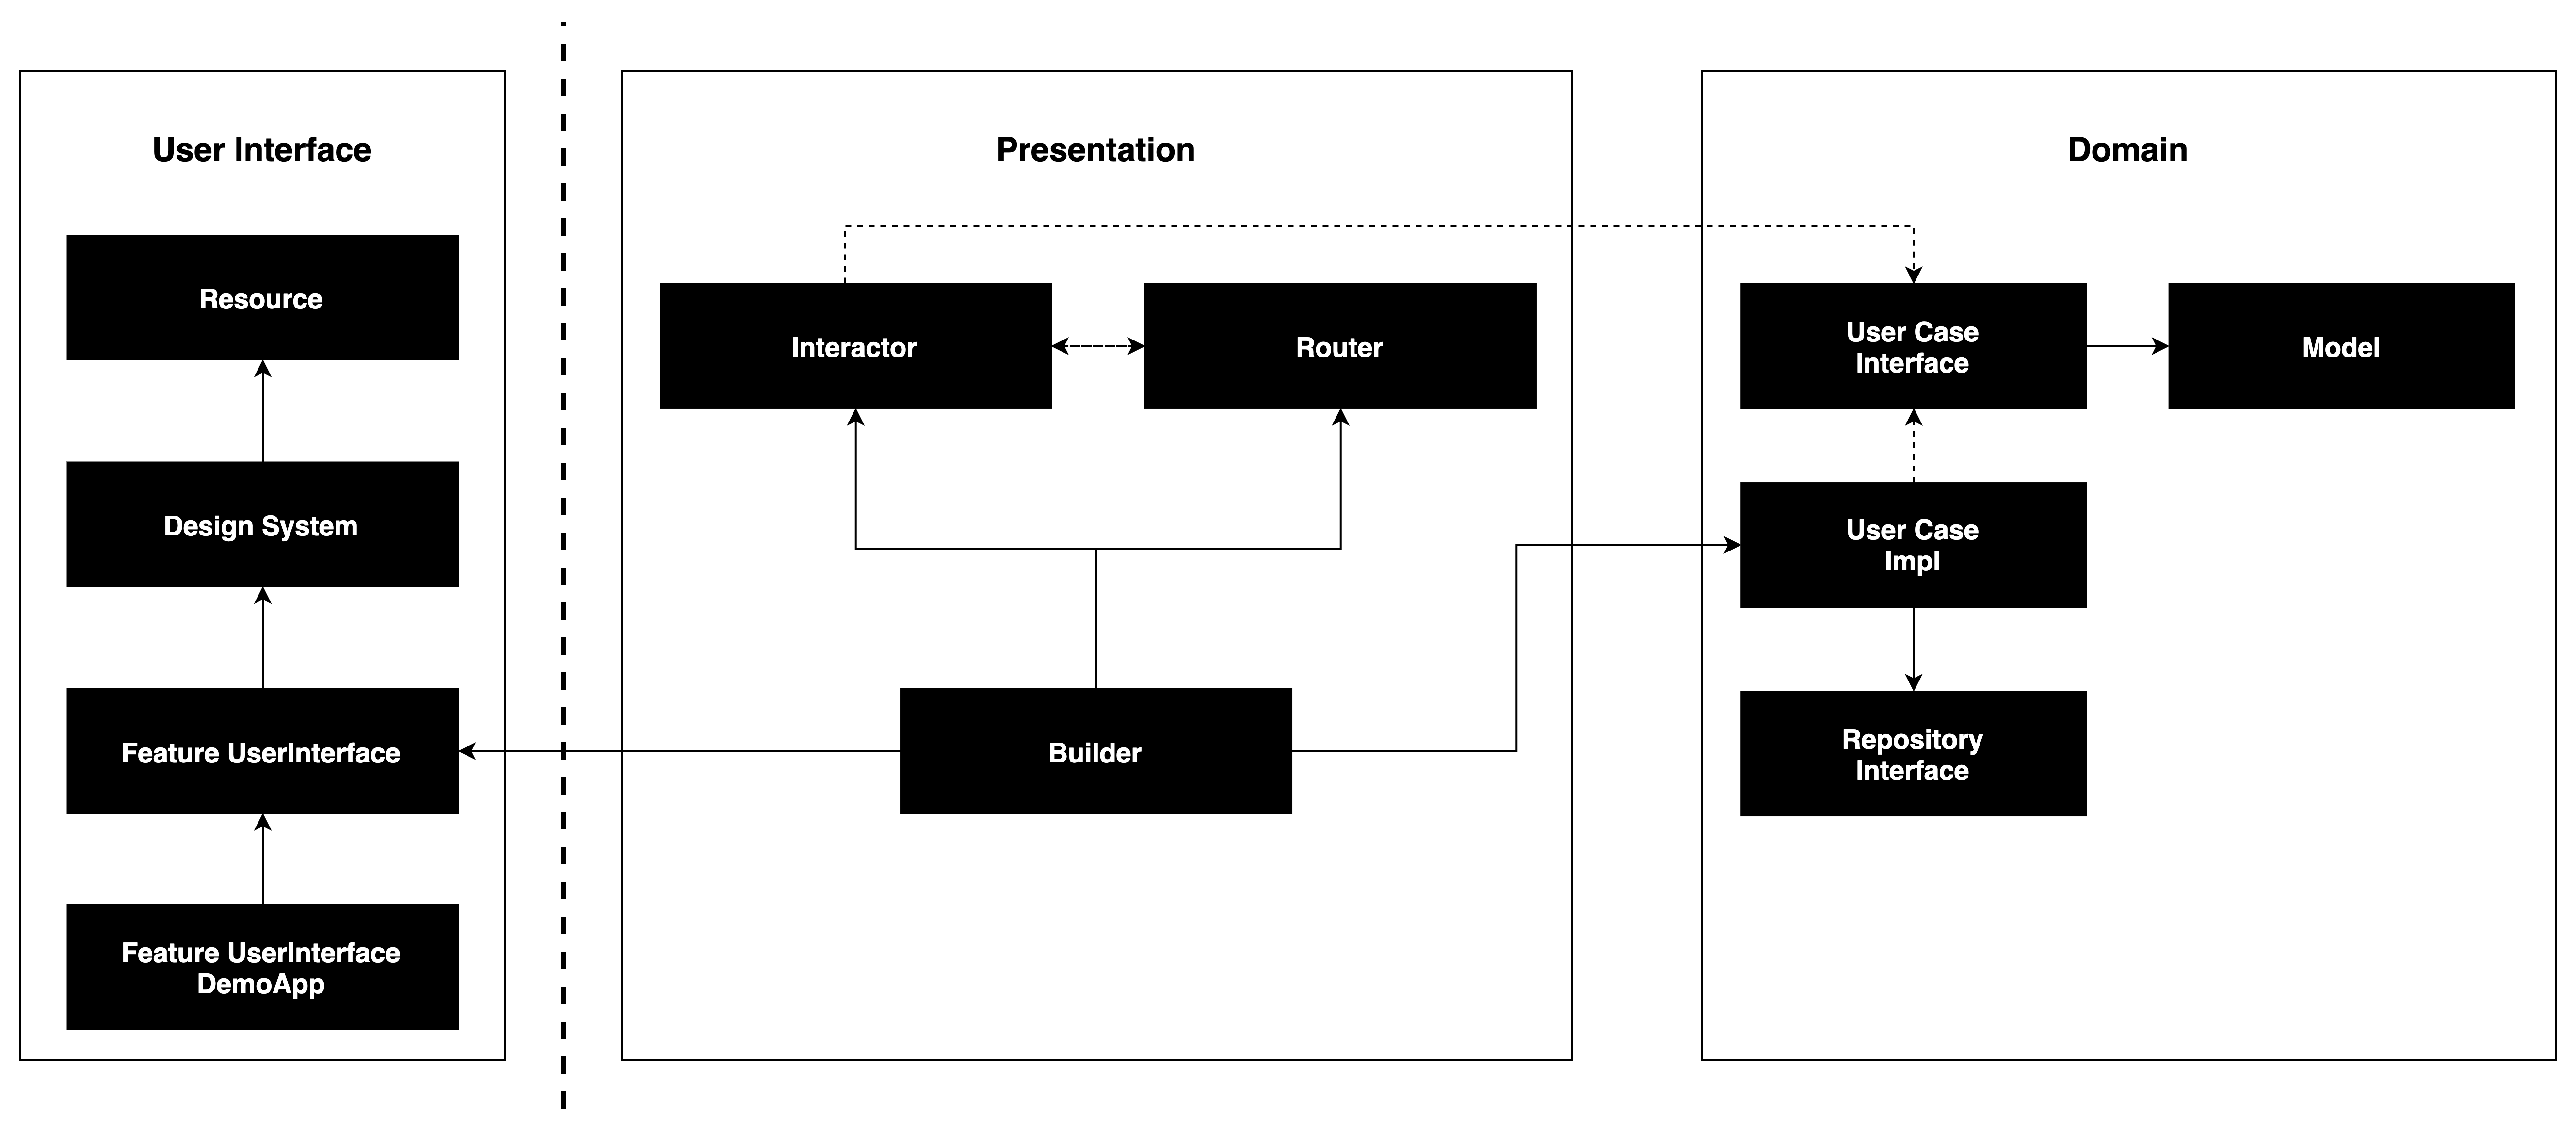 User Interface
Resource
Design System
Feature UserInterface
Feature UserInterface
DemoApp
Presentation
Interactor
Router
Builder
Domain
User Case
Interface
Model
User Case
Impl
Repository
Interface